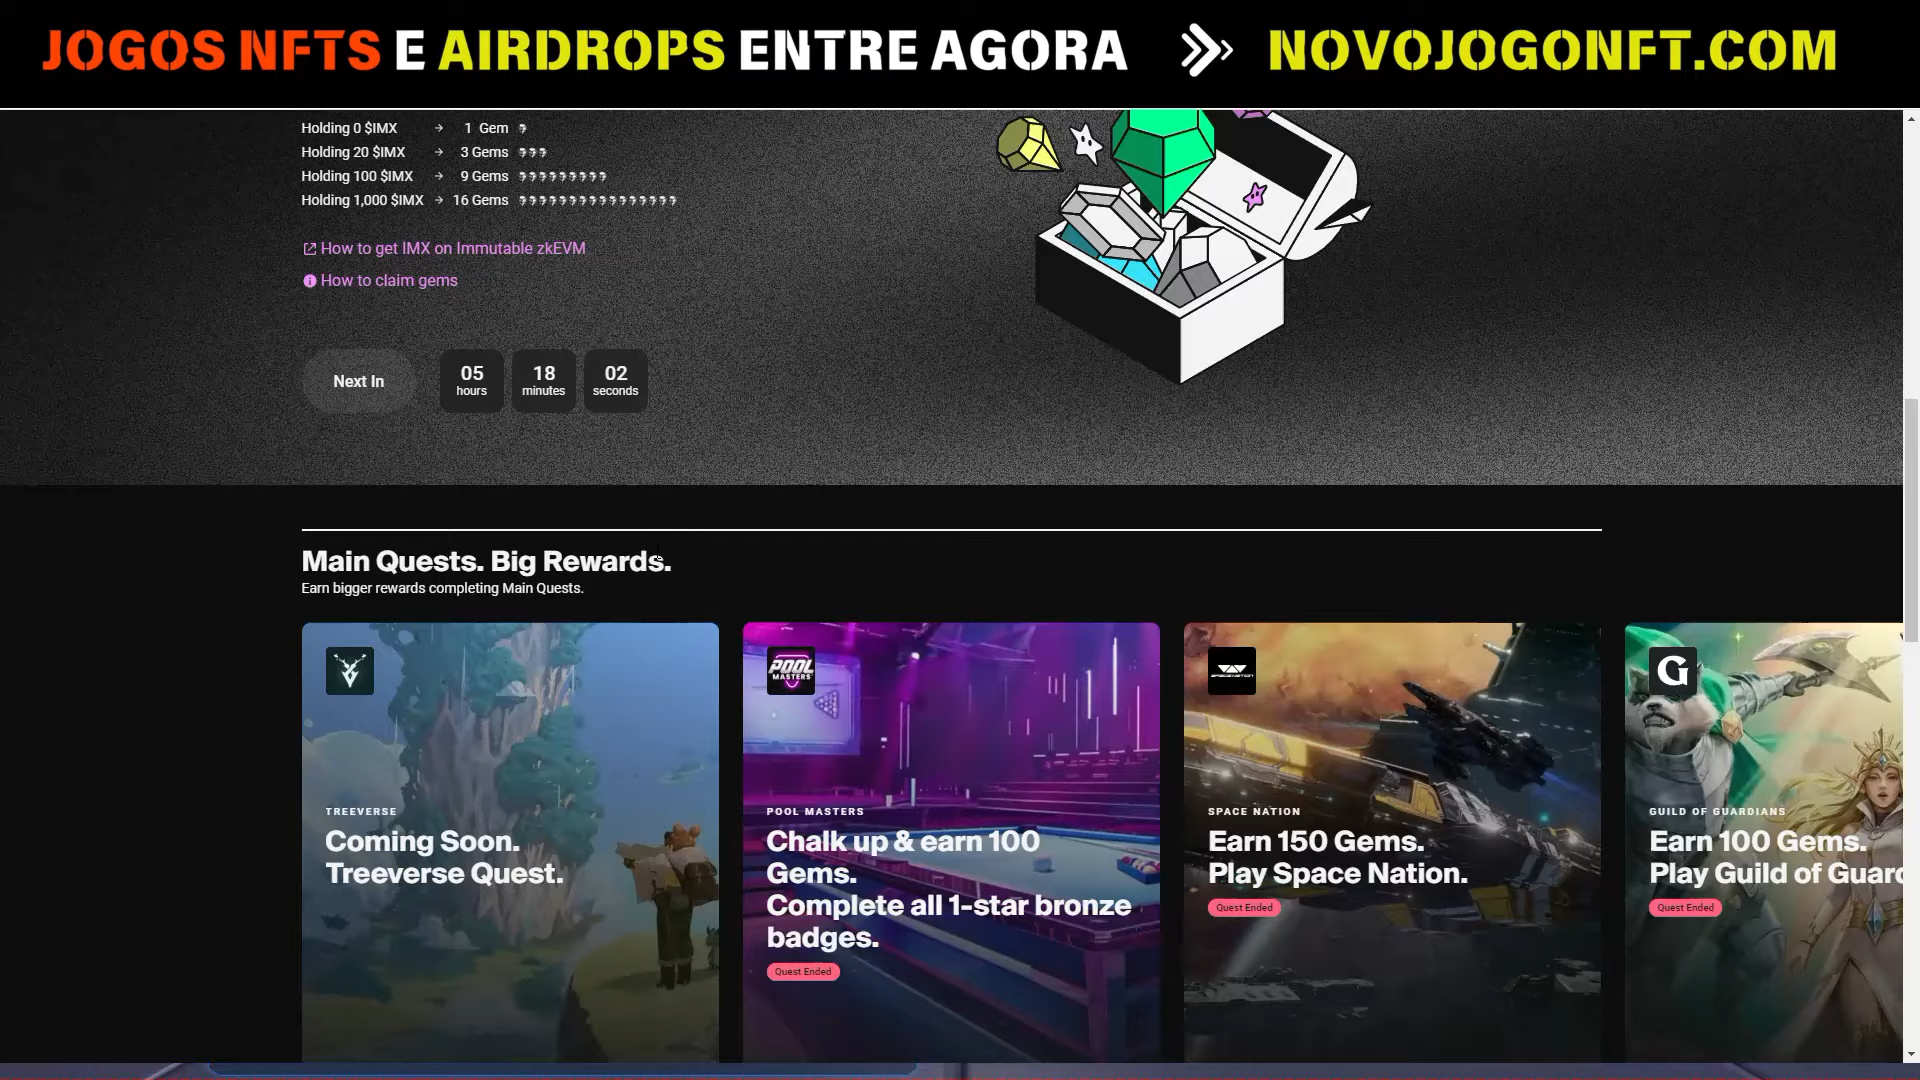 JOGOS NFTS E AIRDROPS ENTRE AGORA NOVOJOGONFT.COM
Holding 0 $IMX → 1 Gem
Holding 20 $IMX → 3 Gems
Holding 100 $IMX → 9 Gems
Holding 1,000 $IMX → 16 Gems
How to get IMX on Immutable zkEVM
How to claim gems
Next In 05 hours 18 minutes 02 seconds
Main Quests. Big Rewards.
Earn bigger rewards completing Main Quests.
TREEVERSE
Coming Soon.
Treeverse Quest.
POOL MASTERS
POOL MASTERS
Chalk up & earn 100
Gems.
Complete all 1-star bronze
badges.
Quest Ended
SPACE NATION
SPACE NATION
Earn 150 Gems.
Play Space Nation.
Quest Ended
G
GUILD OF GUARDIANS
Earn 100 Gems.
Play Guild of Guard
Quest Ended